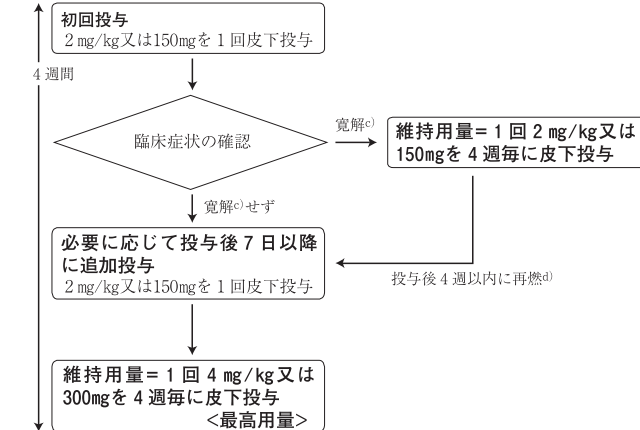 初回投与
2 mg/kg又は150mgを1回皮下投与
4週間
臨床症状の確認
寛解c)
維持用量=1回2 mg/kg又は
150mgを4週毎に皮下投与
寛解c)せず
必要に応じて投与後7日以降
に追加投与
2 mg/kg又は150mgを1回皮下投与
投与後4週以内に再燃d)
維持用量=1回4 mg/kg又は
300mgを4週毎に皮下投与
<最高用量>